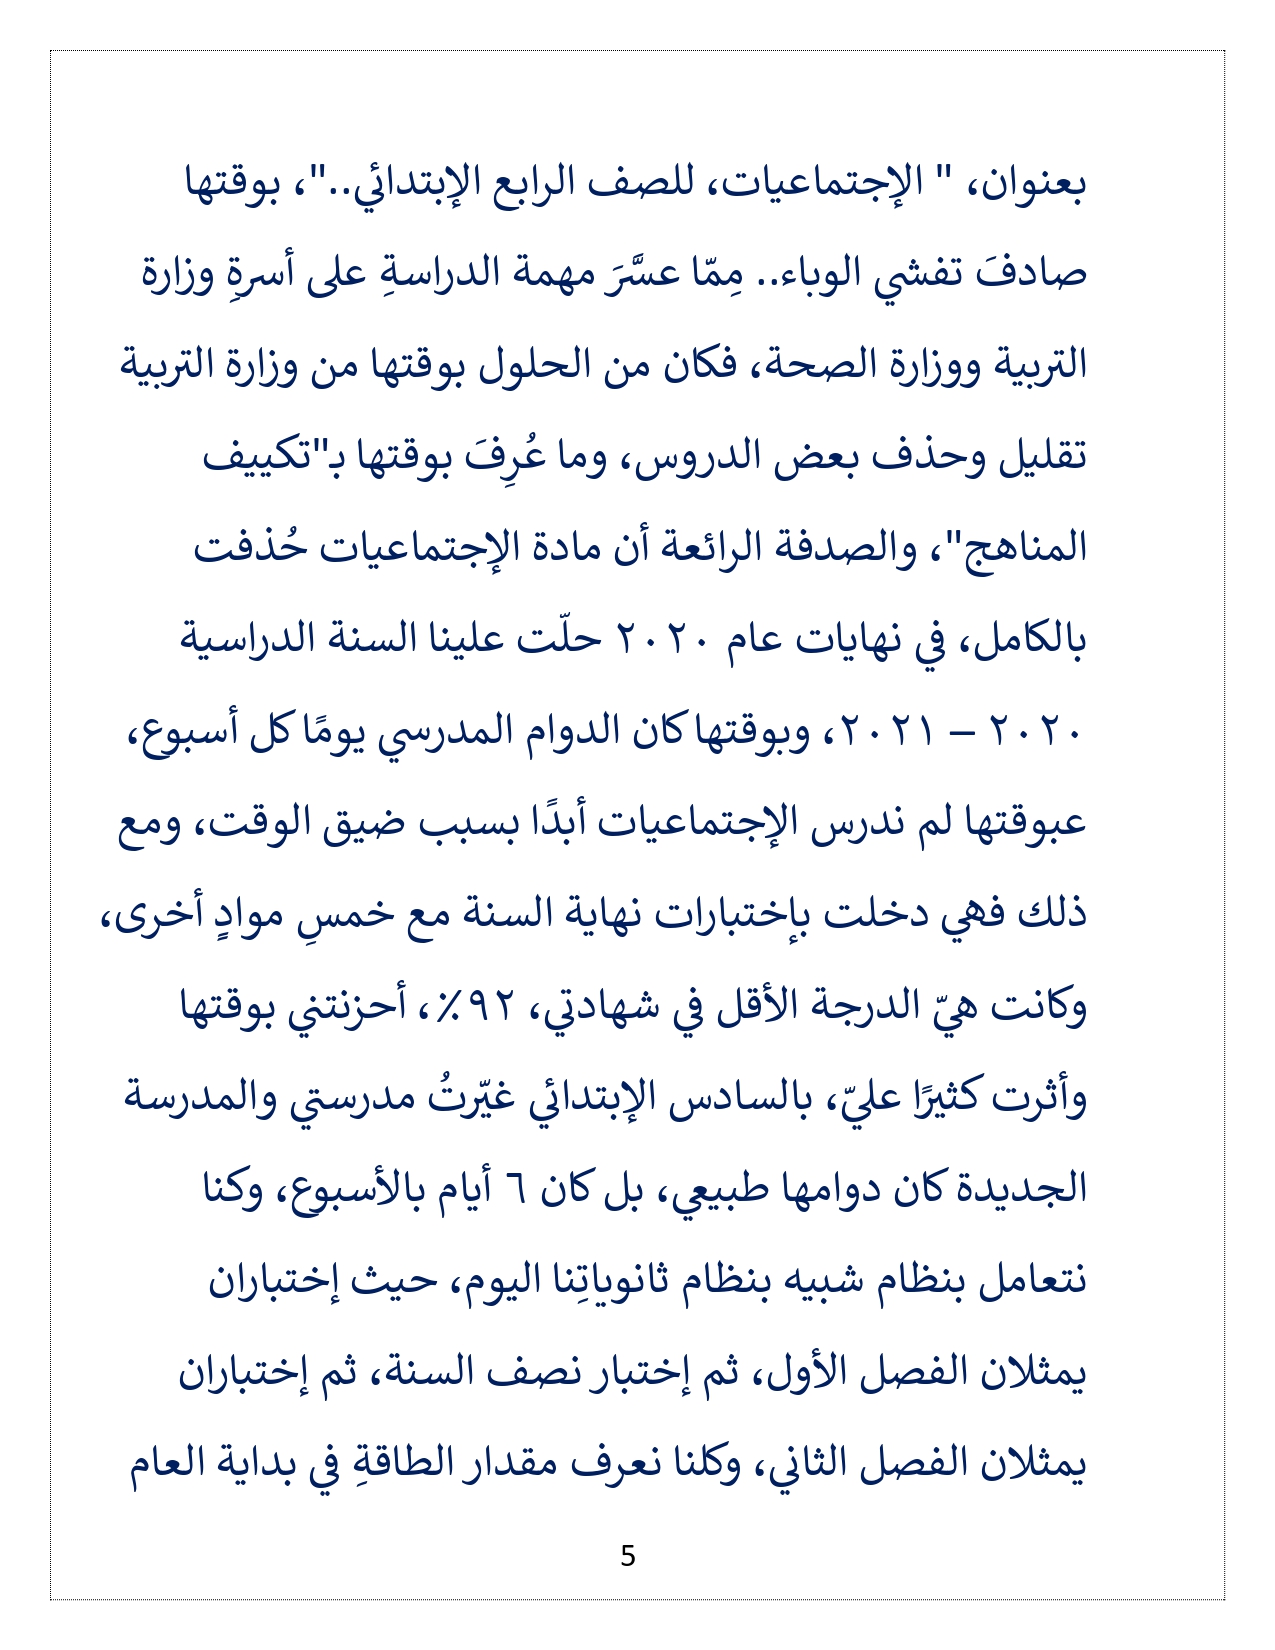 بعنوان، " الإجتماعيات، للصف الرابع الإبتدائي.."، بوقتها
صادفَ تفشي الوباء.. مِمّا عسَّرَ مهمة الدراسةِ على أسرةِ وزارة
التربية ووزارة الصحة، فكان من الحلول بوقتها من وزارة التربية
تقليل وحذف بعض الدروس، وما عُرِفَ بوقتها بـ"تكييف
المناهج"، والصدفة الرائعة أن مادة الإجتماعيات حُذفت
بالكامل، في نهايات عام ٢٠٢٠ حلّت علينا السنة الدراسية
٢٠٢٠ – ٢٠٢١، وبوقتها كان الدوام المدرسي يومًا كل أسبوع،
عبوقتها لم ندرس الإجتماعيات أبدًا بسبب ضيق الوقت، ومع
ذلك فهي دخلت بإختبارات نهاية السنة مع خمسِ موادٍ أخرى،
وكانت هيّ الدرجة الأقل في شهادتي، ٩٢٪، أحزنتني بوقتها
وأثرت كثيرًا عليّ، بالسادس الإبتدائي غيّرتُ مدرستي والمدرسة
الجديدة كان دوامها طبيعي، بل كان ٦ أيام بالأسبوع، وكنا
نتعامل بنظام شبيه بنظام ثانوياتِنا اليوم، حيث إختباران
يمثلان الفصل الأول، ثم إختبار نصف السنة، ثم إختباران
يمثلان الفصل الثاني، وكلنا نعرف مقدار الطاقةِ في بداية العام
5